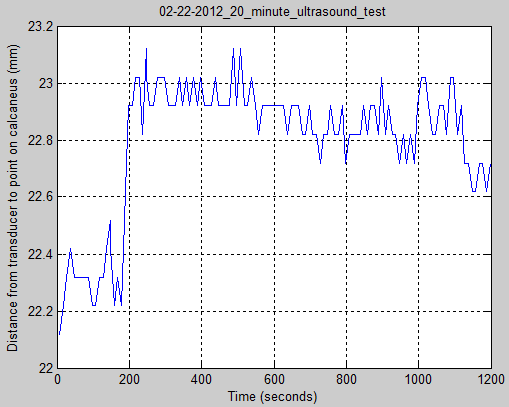 02-22-2012_20_minute_ultrasound_test
Distance from transducer to point on calcaneus (mm)
23.2
23
22.8
22.6
22.4
22.2
22
0 200 400 600 800 1000 1200
Time (seconds)